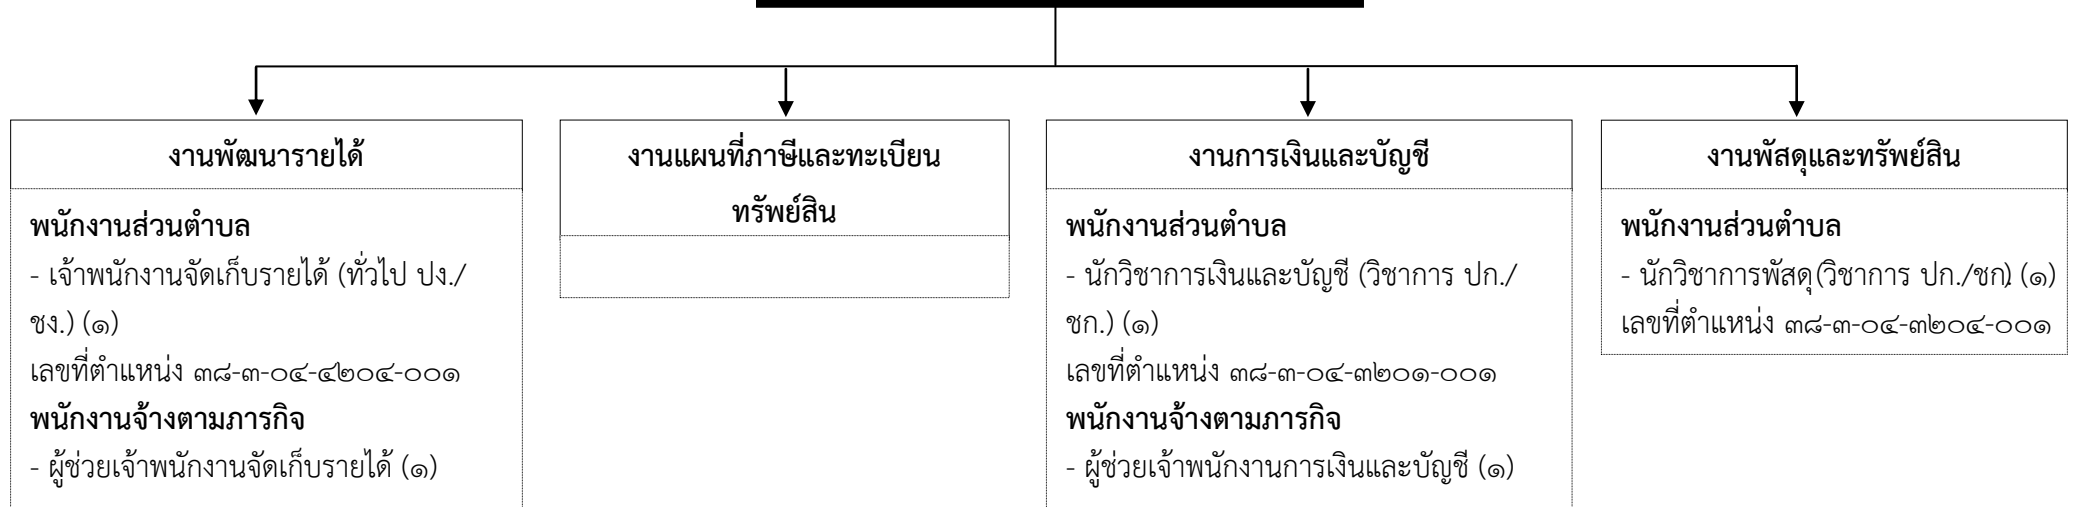 งานพัฒนารายได้
พนักงานส่วนตำบล
- เจ้าพนักงานจัดเก็บรายได้ (ทั่วไป ปง./
ชง.) (๑)
เลขที่ตำแหน่ง ๓๘-๓-๐๔-๔๒๐๔-๐๐๑
พนักงานจ้างตามภารกิจ
- ผู้ช่วยเจ้าพนักงานจัดเก็บรายได้ (๑)
งานแผนที่ภาษีและทะเบียน
ทรัพย์สิน
งานการเงินและบัญชี
พนักงานส่วนตำบล
- นักวิชาการเงินและบัญชี (วิชาการ ปก./
ชก.) (๑)
เลขที่ตำแหน่ง ๓๘-๓-๐๔-๓๒๐๑-๐๐๑
พนักงานจ้างตามภารกิจ
- ผู้ช่วยเจ้าพนักงานการเงินและบัญชี (๑)
งานพัสดุและทรัพย์สิน
พนักงานส่วนตำบล
- นักวิชาการพัสดุ(วิชาการ ปก./ชก.) (๑)
เลขที่ตำแหน่ง ๓๘-๓-๐๔-๓๒๐๔-๐๐๑